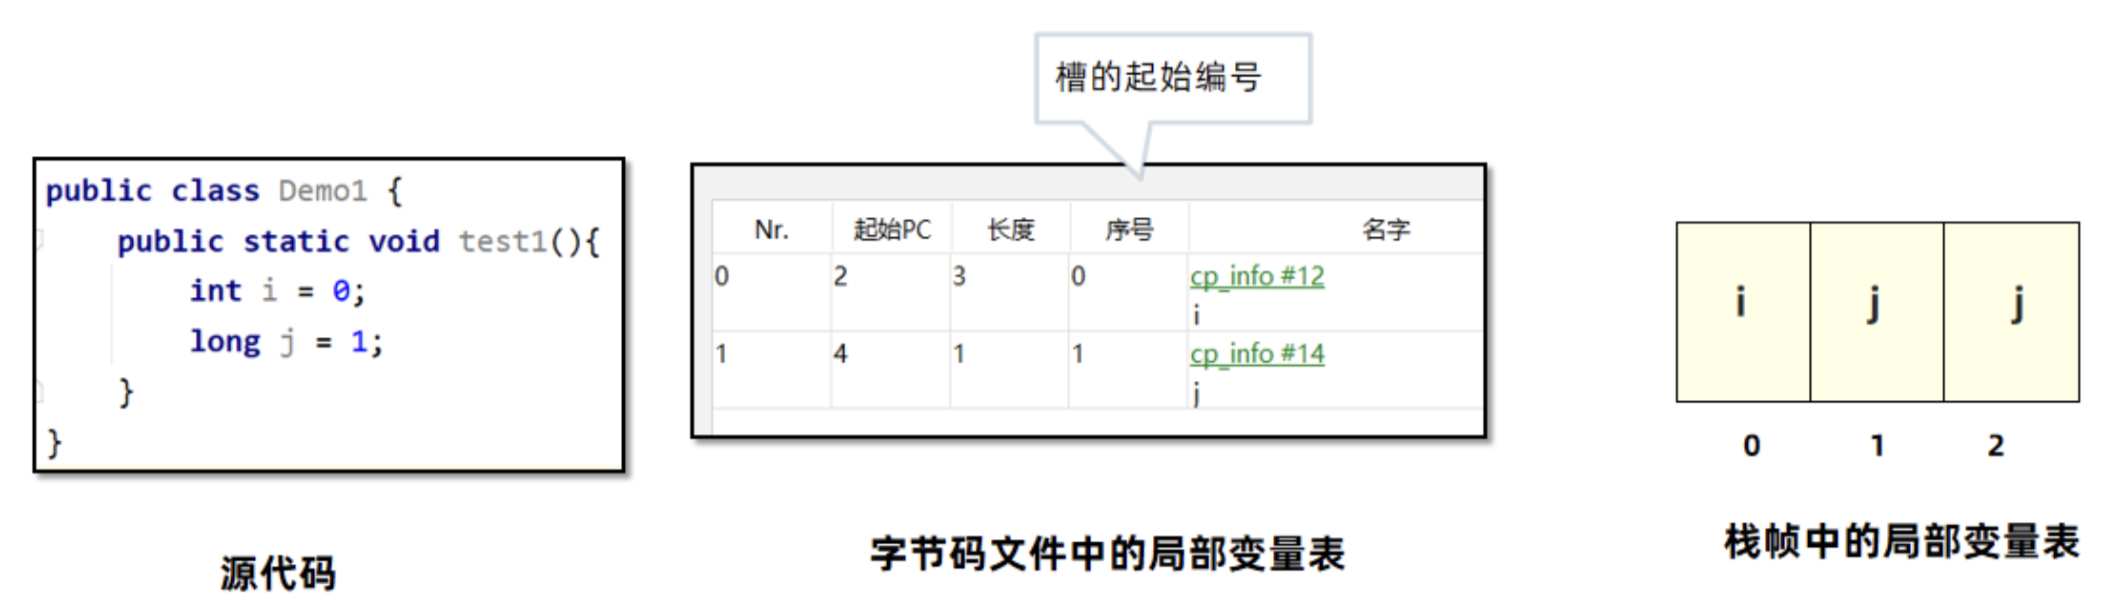 槽的起始编号
public class Demo1 {
public static void test1(){
int i = 0;
long j = 1;
}
}
源代码
Nr. 起始PC 长度 序号 名字
0 2 3 0 cp_info #12
i
1 4 1 1 cp_info #14
j
字节码文件中的局部变量表
i j j
0 1 2
栈帧中的局部变量表